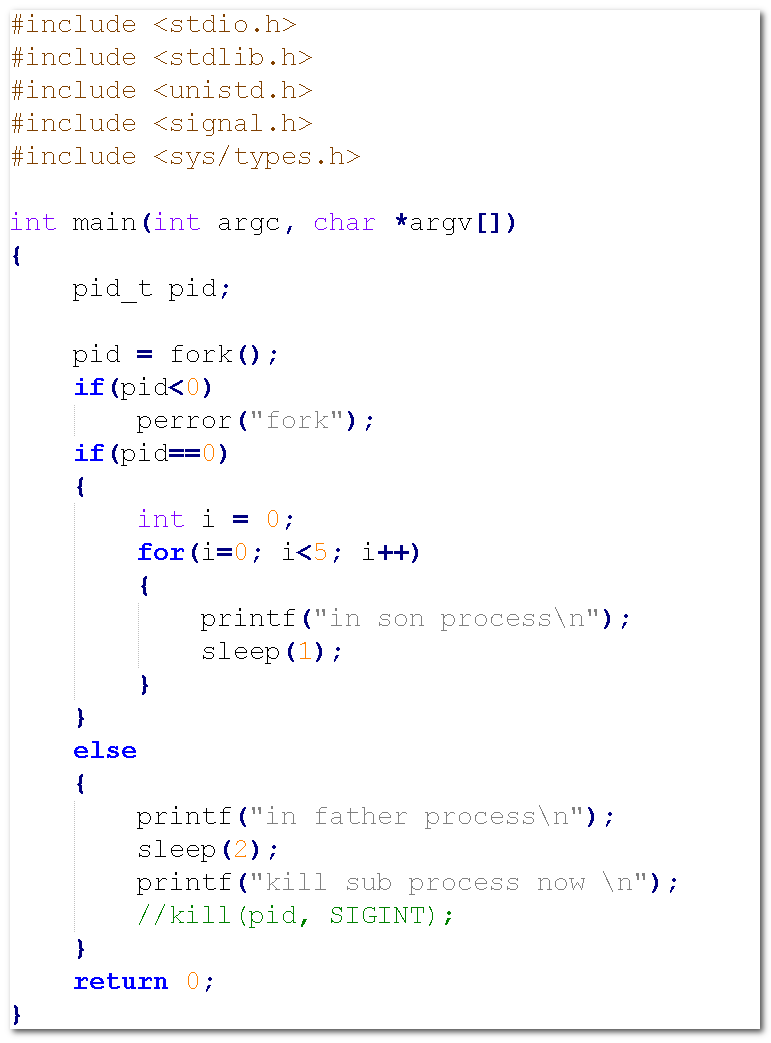 #include <stdio.h>
#include <stdlib.h>
#include <unistd.h>
#include <signal.h>
#include <sys/types.h>

int main(int argc, char *argv[])
{
    pid_t pid;

    pid = fork();
    if(pid<0)
        perror("fork");
    if(pid==0)
    {
        int i = 0;
        for(i=0; i<5; i++)
        {
            printf("in son process\n");
            sleep(1);
        }
    }
    else
    {
        printf("in father process\n");
        sleep(2);
        printf("kill sub process now \n");
        //kill(pid, SIGINT);
    }
    return 0;
}